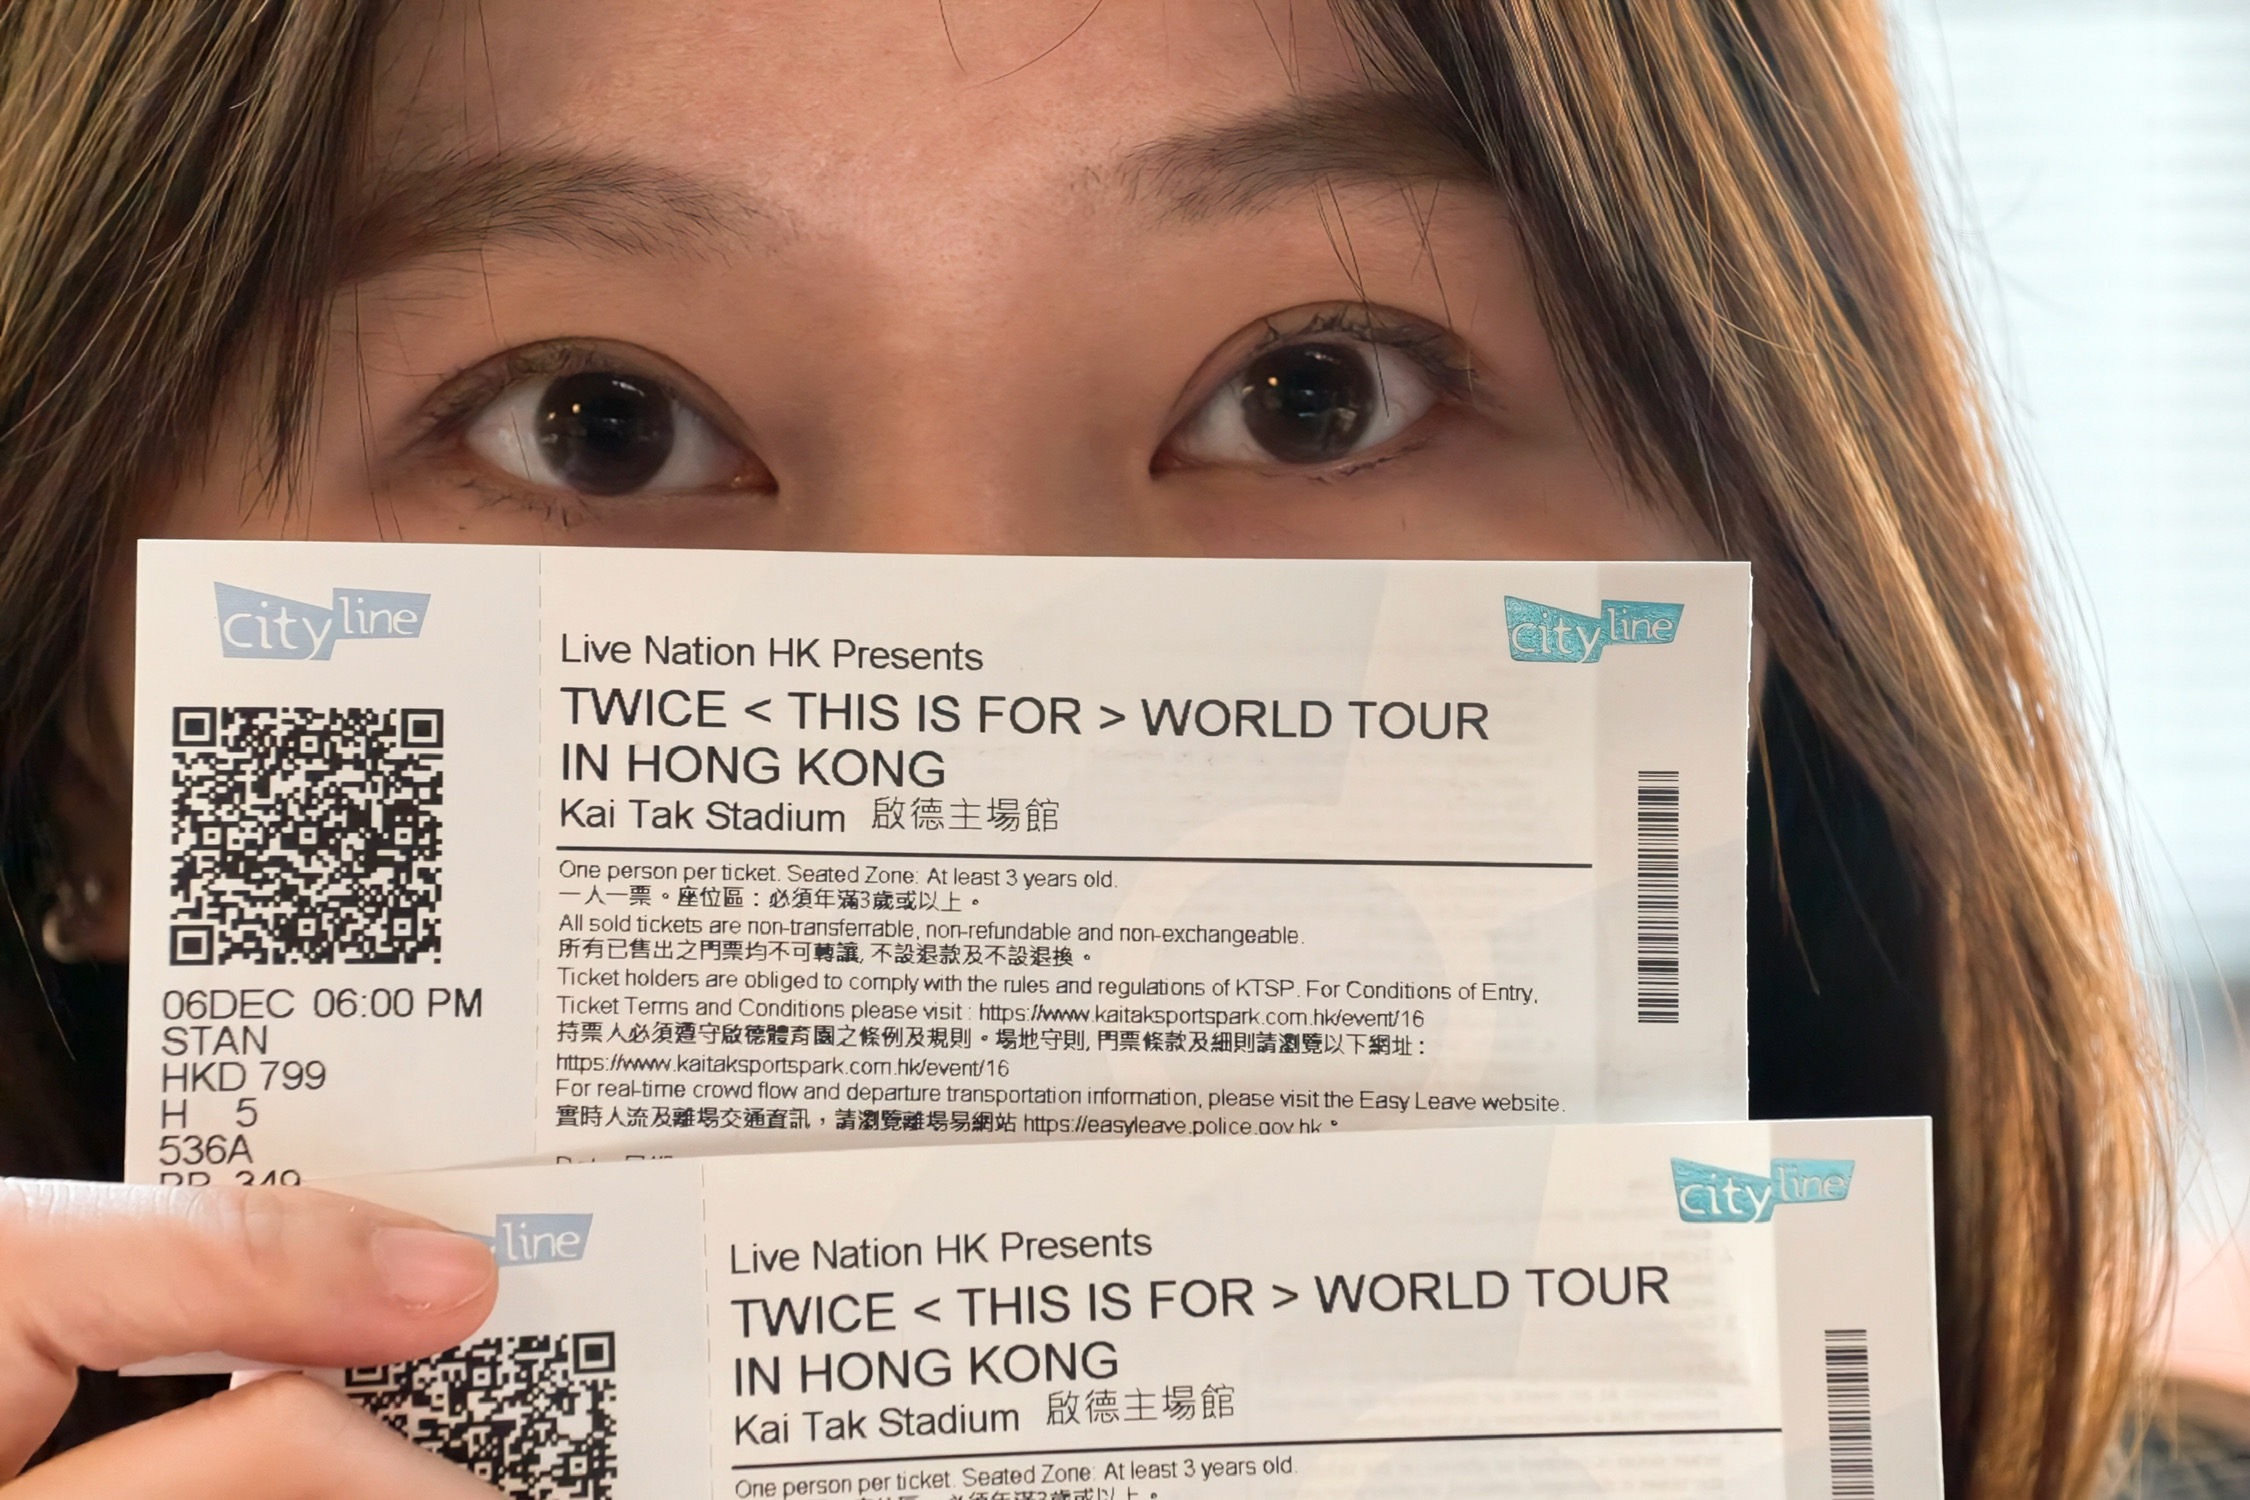 city line
city line
Live Nation HK Presents
TWICE < THIS IS FOR > WORLD TOUR
IN HONG KONG
Kai Tak Stadium 啟德主場館
One person per ticket. Seated Zone: At least 3 years old.
一人一票。座位區：必須年滿3歲或以上。
All sold tickets are non-transferrable, non-refundable and non-exchangeable.
所有已售出之門票均不可轉讓, 不設退款及不設退換。
Ticket holders are obliged to comply with the rules and regulations of KTSP. For Conditions of Entry,
Ticket Terms and Conditions please visit : https://www.kaitaksportspark.com.hk/event/16
持票人必須遵守啟德體育園之條例及規則。場地守則, 門票條款及細則請瀏覽以下網址：
https://www.kaitaksportspark.com.hk/event/16
For real-time crowd flow and departure transportation information, please visit the Easy Leave website.
實時人流及離場交通資訊，請瀏覽離場易網站 https://easyleave.police.gov.hk。
06DEC 06:00 PM
STAN
HKD 799
H 5
536A
RR 349
line
city line
Live Nation HK Presents
TWICE < THIS IS FOR > WORLD TOUR
IN HONG KONG
Kai Tak Stadium 啟德主場館
One person per ticket. Seated Zone: At least 3 years old.